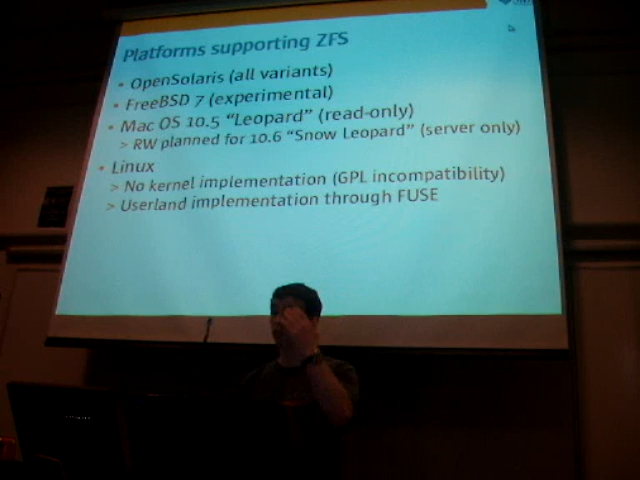 Platforms supporting ZFS
• OpenSolaris (all variants)
• FreeBSD 7 (experimental)
• Mac OS 10.5 “Leopard” (read-only)
> RW planned for 10.6 “Snow Leopard” (server only)
• Linux
> No kernel implementation (GPL incompatibility)
> Userland implementation through FUSE